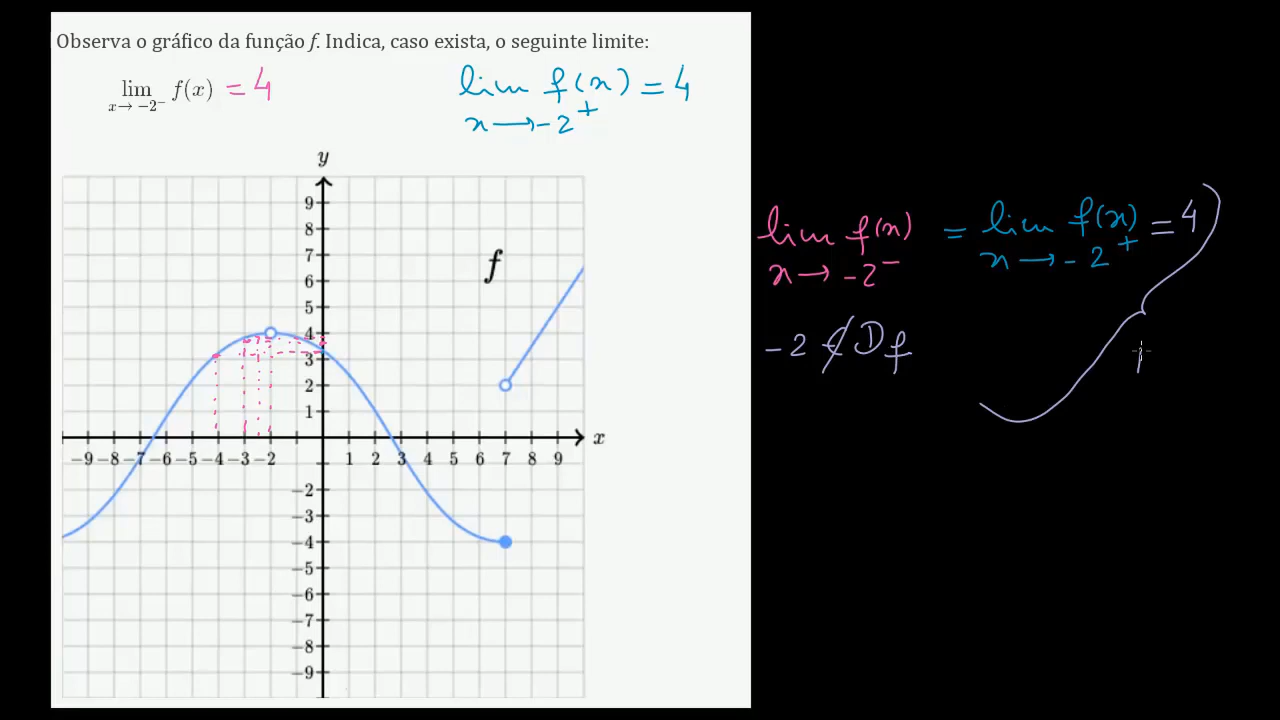 Observa o gráfico da função f. Indica, caso exista, o seguinte limite:
lim f(x) = 4
x → -2⁻
lim f(x) = 4
x → -2⁺
y
9
8
7
6
5
4
3
2
1
f
-9 -8 -7 -6 -5 -4 -3 -2 1 2 3 4 5 6 7 8 9 x
-2
-3
-4
-5
-6
-7
-8
-9
lim f(x) = lim f(x) = 4
x → -2⁻ x → -2⁺
-2 ∉ Df